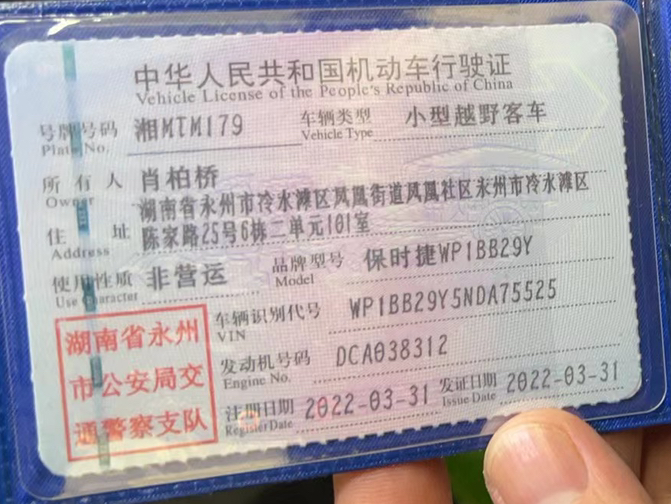 中华人民共和国机动车行驶证
Vehicle License of the People's Republic of China
号牌号码 湘MTM179 车辆类型 小型越野客车
Plate No. Vehicle Type
所有人 肖柏桥
Owner
住址 湖南省永州市冷水滩区凤凰街道凤凰社区永州市冷水滩区
陈家路25号6栋二单元101室
Address
使用性质 非营运 品牌型号 保时捷WP1BB29Y
Use Character Model
湖南省永州
市公安局交
通警察支队
车辆识别代号 WP1BB29Y5NDA75525
VIN
发动机号码 DCA038312
Engine No.
注册日期 2022-03-31 发证日期 2022-03-31
Register Date Issue Date